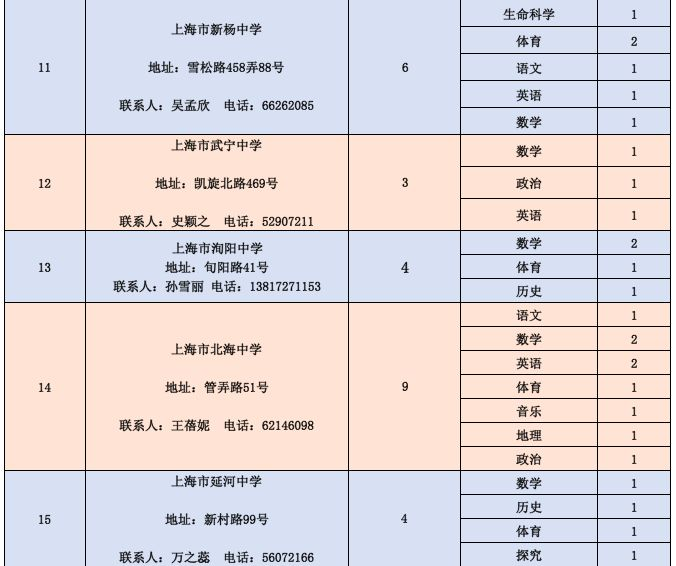 11
上海市新杨中学
地址：雪松路458弄88号
联系人：吴孟欣 电话：66262085
6
生命科学 1
体育 2
语文 1
英语 1
数学 1
12
上海市武宁中学
地址：凯旋北路469号
联系人：史颖之 电话：52907211
3
数学 1
政治 1
英语 1
13
上海市洵阳中学
地址：旬阳路41号
联系人：孙雪丽 电话：13817271153
4
数学 2
体育 1
历史 1
14
上海市北海中学
地址：管弄路51号
联系人：王蓓妮 电话：62146098
9
语文 1
数学 2
英语 2
体育 1
音乐 1
地理 1
政治 1
15
上海市延河中学
地址：新村路99号
联系人：万之蕊 电话：56072166
4
数学 1
历史 1
体育 1
探究 1